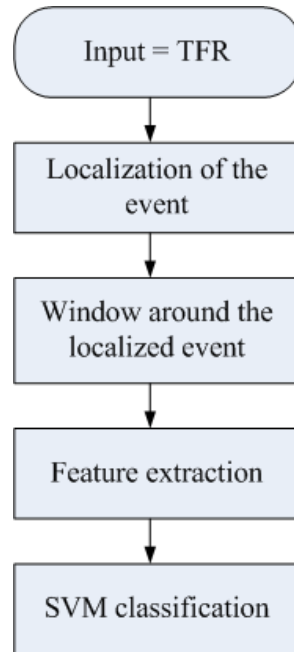 Input = TFR
Localization of the
event
Window around the
localized event
Feature extraction
SVM classification